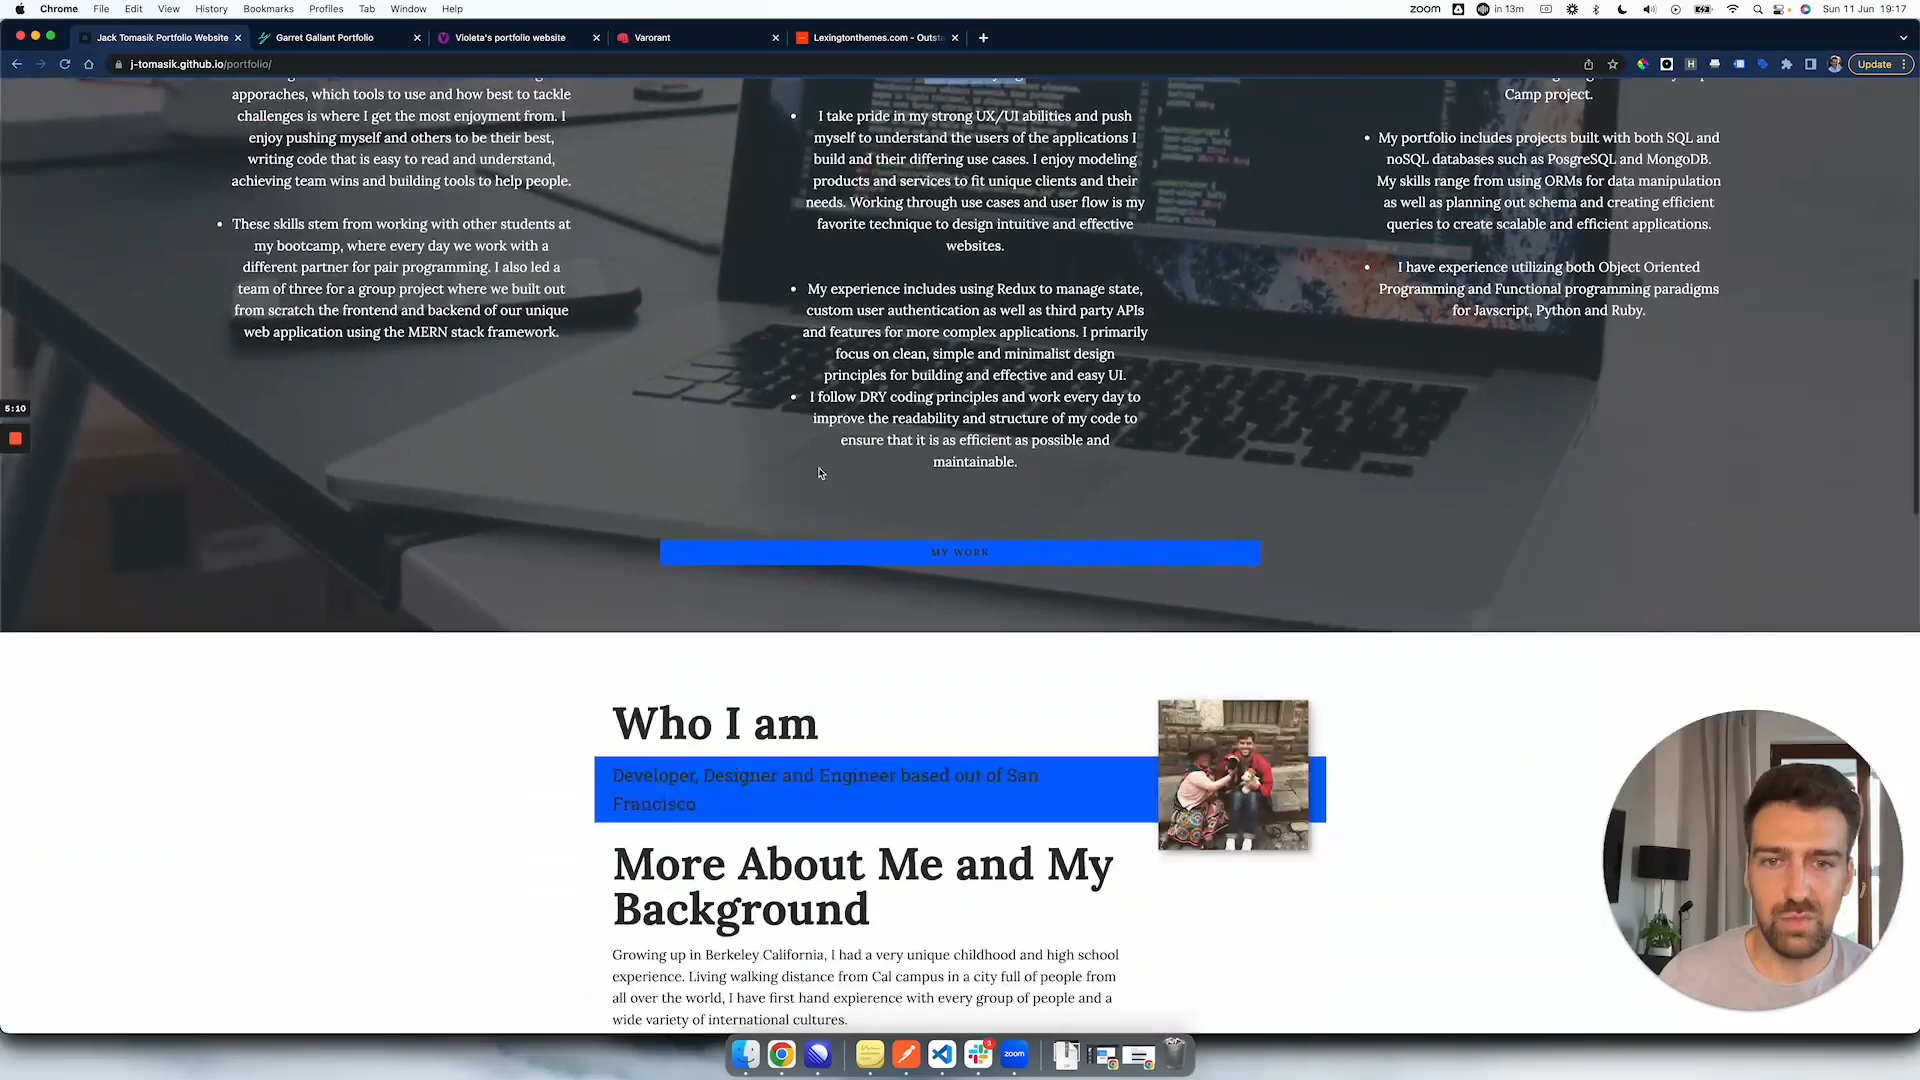 Chrome File Edit View History Bookmarks Profiles Tab Window Help
zoom in 13m Sun 11 Jun 19:17
Jack Tomasik Portfolio Website
Garret Gallant Portfolio
Violeta's portfolio website
Varorant
Lexingtonthemes.com - Outst
j-tomasik.github.io/portfolio/
Update
apporaches, which tools to use and how best to tackle
challenges is where I get the most enjoyment from. I
enjoy pushing myself and others to be their best,
writing code that is easy to read and understand,
achieving team wins and building tools to help people.
These skills stem from working with other students at
my bootcamp, where every day we work with a
different partner for pair programming. I also led a
team of three for a group project where we built out
from scratch the frontend and backend of our unique
web application using the MERN stack framework.
I take pride in my strong UX/UI abilities and push
myself to understand the users of the applications I
build and their differing use cases. I enjoy modeling
products and services to fit unique clients and their
needs. Working through use cases and user flow is my
favorite technique to design intuitive and effective
websites.
My experience includes using Redux to manage state,
custom user authentication as well as third party APIs
and features for more complex applications. I primarily
focus on clean, simple and minimalist design
principles for building and effective and easy UI.
I follow DRY coding principles and work every day to
improve the readability and structure of my code to
ensure that it is as efficient as possible and
maintainable.
Camp project.
My portfolio includes projects built with both SQL and
noSQL databases such as PosgreSQL and MongoDB.
My skills range from using ORMs for data manipulation
as well as planning out schema and creating efficient
queries to create scalable and efficient applications.
I have experience utilizing both Object Oriented
Programming and Functional programming paradigms
for Javscript, Python and Ruby.
5:10
MY WORK
Who I am
Developer, Designer and Engineer based out of San
Francisco
More About Me and My
Background
Growing up in Berkeley California, I had a very unique childhood and high school
experience. Living walking distance from Cal campus in a city full of people from
all over the world, I have first hand expierence with every group of people and a
wide variety of international cultures.
3
zoom